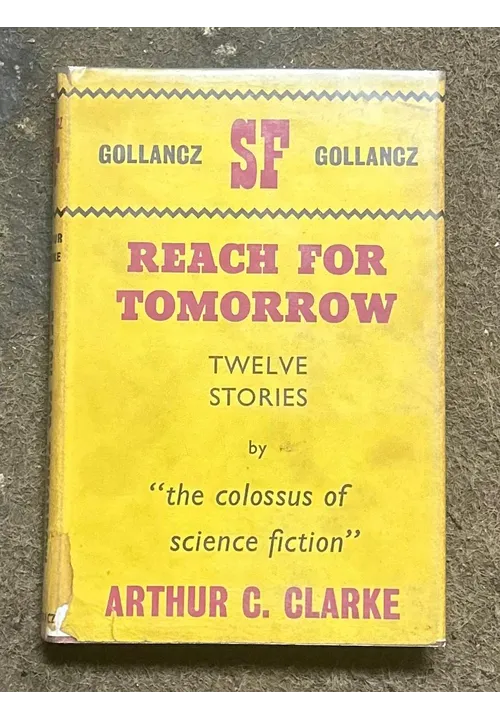 GOLLANCZ SF GOLLANCZ
REACH FOR
TOMORROW
TWELVE
STORIES
by
"the colossus of
science fiction"
ARTHUR C. CLARKE